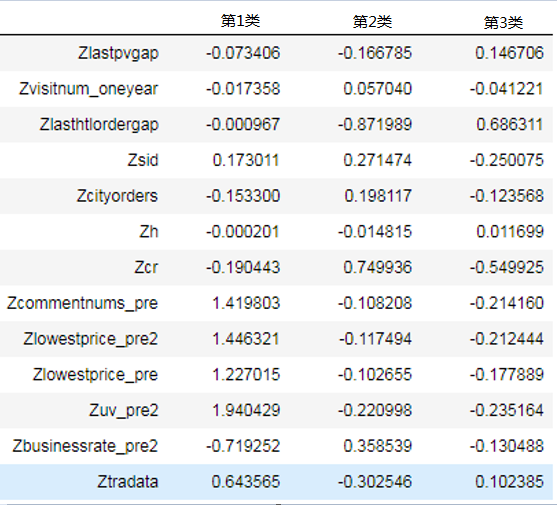 第1类 第2类 第3类
Zlastpvgap -0.073406 -0.166785 0.146706
Zvisitnum_oneyear -0.017358 0.057040 -0.041221
Zlasthtlordergap -0.000967 -0.871989 0.686311
Zsid 0.173011 0.271474 -0.250075
Zcityorders -0.153300 0.198117 -0.123568
Zh -0.000201 -0.014815 0.011699
Zcr -0.190443 0.749936 -0.549925
Zcommentnums_pre 1.419803 -0.108208 -0.214160
Zlowestprice_pre2 1.446321 -0.117494 -0.212444
Zlowestprice_pre 1.227015 -0.102655 -0.177889
Zuv_pre2 1.940429 -0.220998 -0.235164
Zbusinessrate_pre2 -0.719252 0.358539 -0.130488
Ztradata 0.643565 -0.302546 0.102385